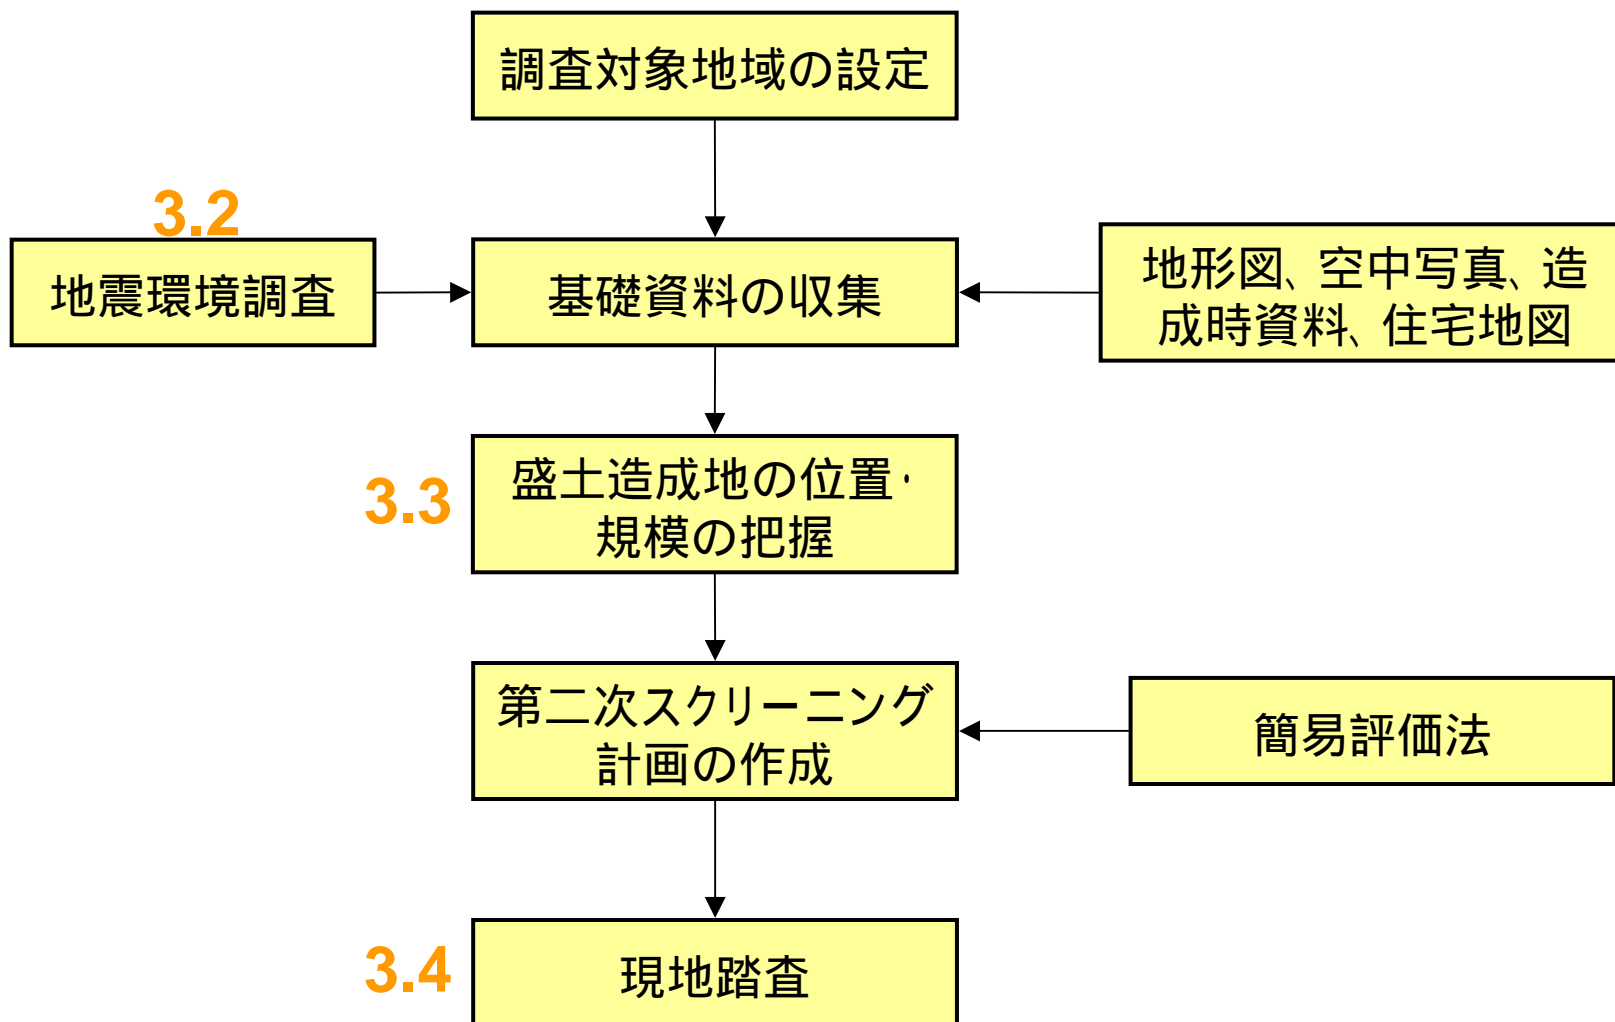 調査対象地域の設定
3.2
地震環境調査
基礎資料の収集
地形図、空中写真、造
成時資料、住宅地図
3.3
盛土造成地の位置・
規模の把握
第二次スクリーニング
計画の作成
簡易評価法
3.4
現地踏査